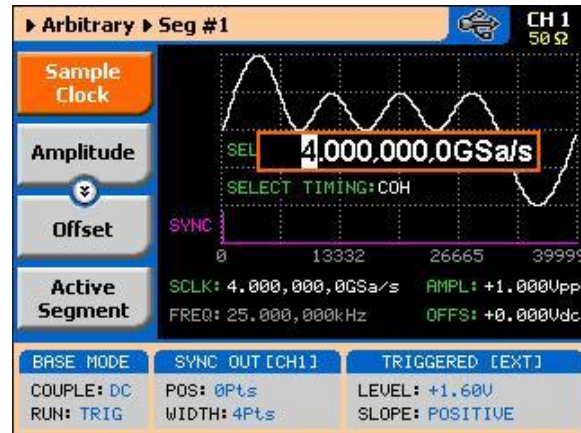 ▸ Arbitrary ▸ Seg #1
CH 1
50 Ω
Sample
Clock
Amplitude
Offset
Active
Segment
SEL
4.000,000,0GSa/s
SELECT TIMING:COH
SYNC
0 13332 26665 39999
SCLK: 4.000,000,0GSa/s AMPL: +1.000Vpp
FREQ: 25.000,000kHz OFFS: +0.000Vdc
BASE MODE
COUPLE: DC
RUN: TRIG
SYNC OUT[CH1]
POS: 0Pts
WIDTH: 4Pts
TRIGGERED [EXT]
LEVEL: +1.60V
SLOPE: POSITIVE